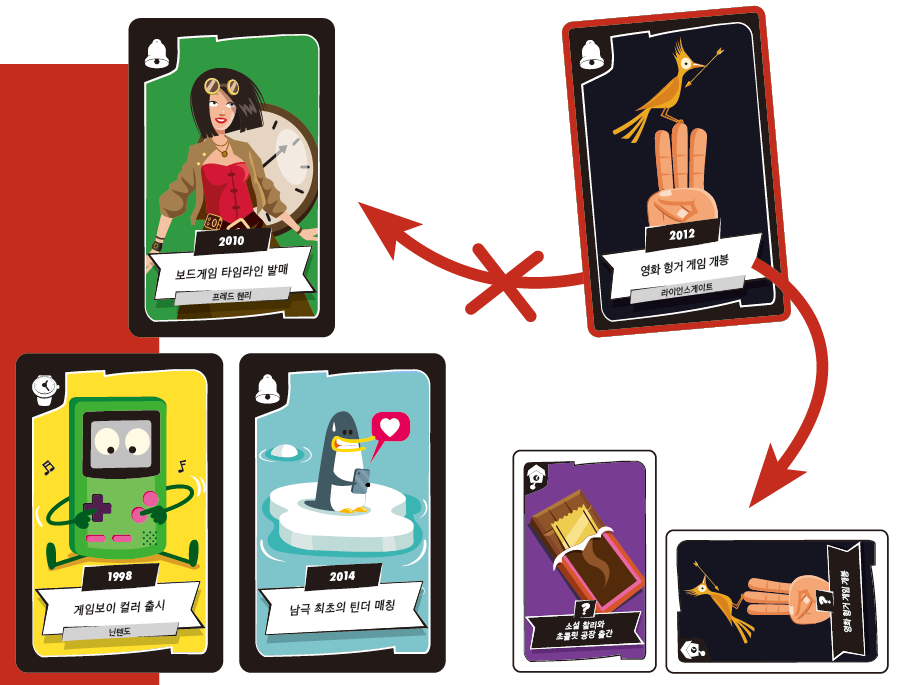 2010
보드게임 타임라인 발매
프레드 헨리
2012
영화 헝거 게임 개봉
라이언스게이트
1998
게임보이 컬러 출시
닌텐도
2014
남극 최초의 틴더 매칭
?
소설 찰리와
초콜릿 공장 출간
?
영화 헝거 게임 개봉